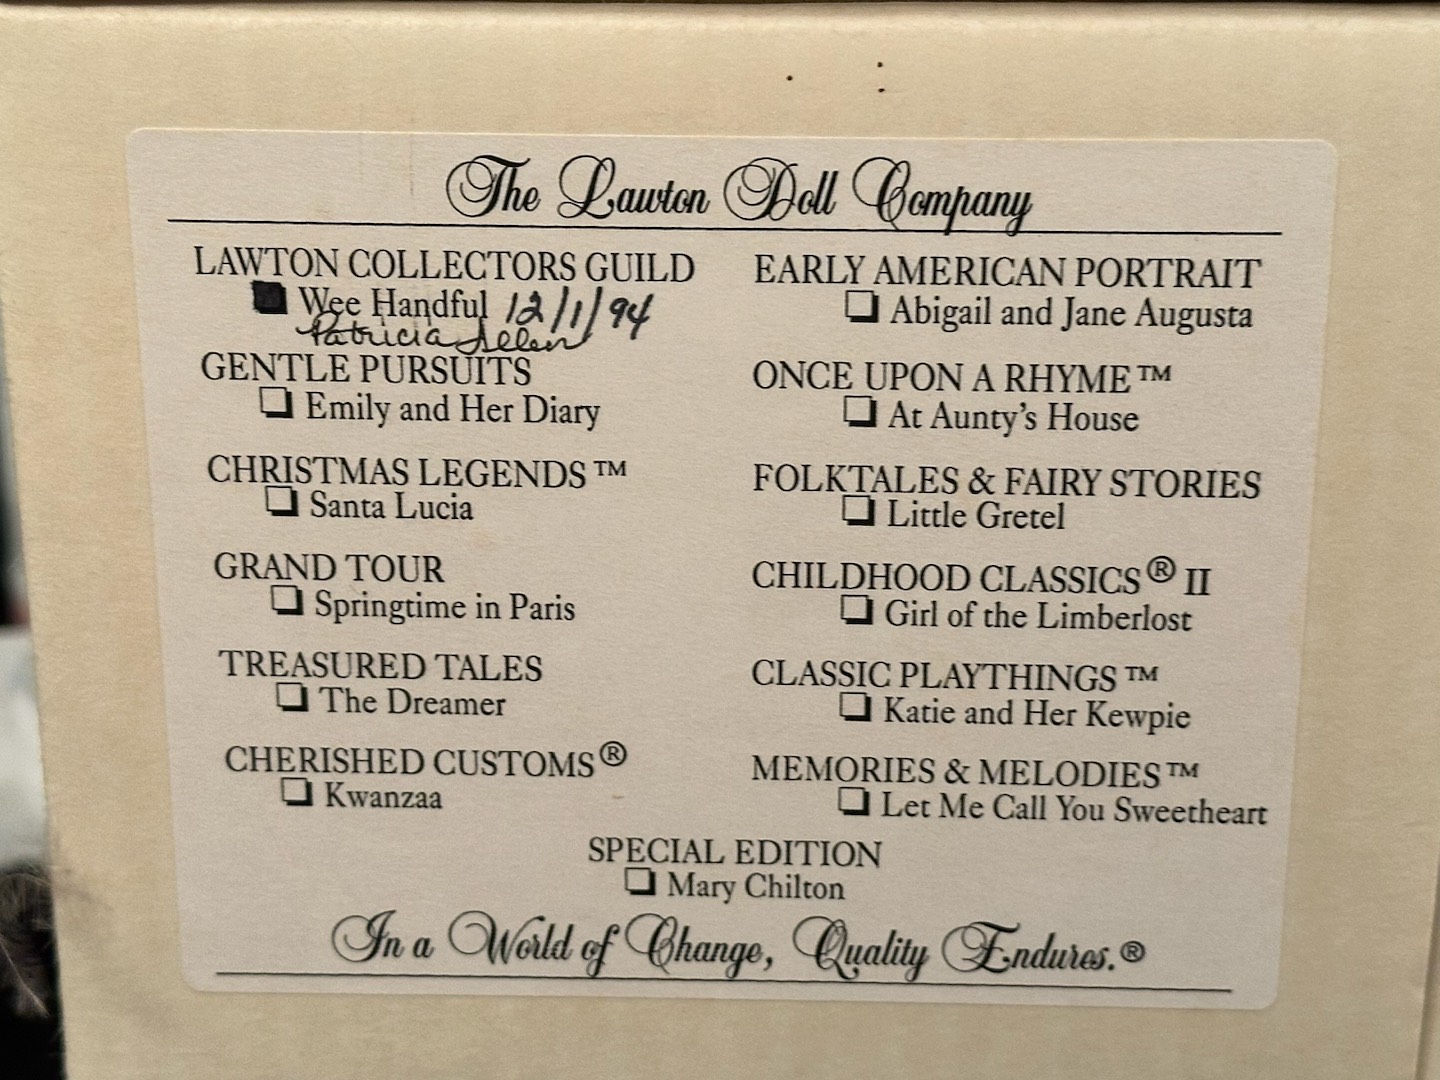 The Lawton Doll Company
LAWTON COLLECTORS GUILD
Wee Handful 12/1/94
Patricia Allen
GENTLE PURSUITS
Emily and Her Diary
CHRISTMAS LEGENDS™
Santa Lucia
GRAND TOUR
Springtime in Paris
TREASURED TALES
The Dreamer
CHERISHED CUSTOMS®
Kwanzaa
EARLY AMERICAN PORTRAIT
Abigail and Jane Augusta
ONCE UPON A RHYME™
At Aunty's House
FOLKTALES & FAIRY STORIES
Little Gretel
CHILDHOOD CLASSICS® II
Girl of the Limberlost
CLASSIC PLAYTHINGS™
Katie and Her Kewpie
MEMORIES & MELODIES™
Let Me Call You Sweetheart
SPECIAL EDITION
Mary Chilton
In a World of Change, Quality Endures.®